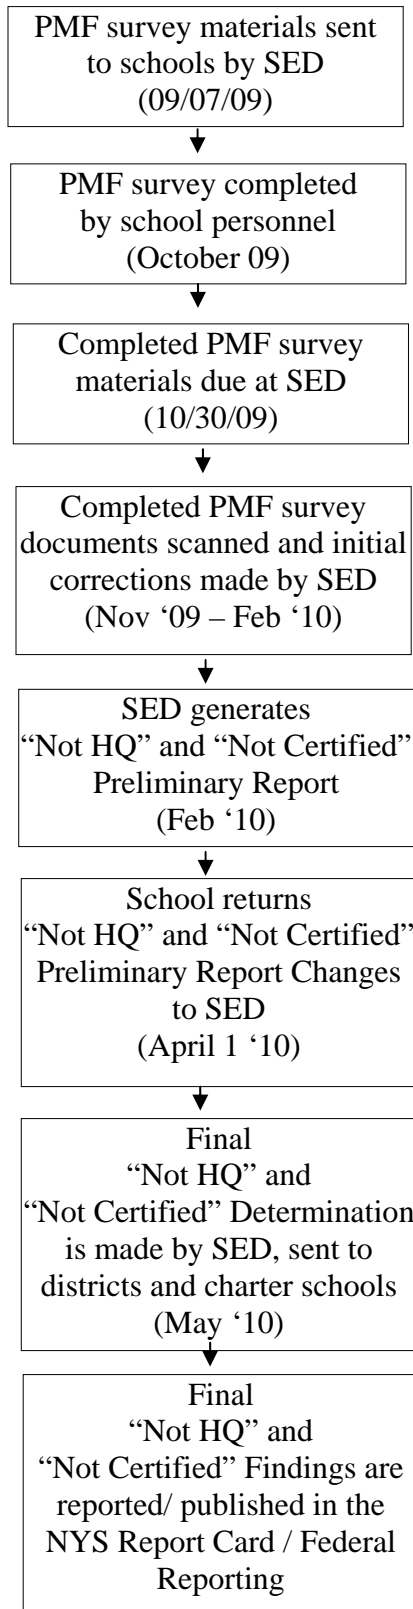 PMF survey materials sent
to schools by SED
(09/07/09)
PMF survey completed
by school personnel
(October 09)
Completed PMF survey
materials due at SED
(10/30/09)
Completed PMF survey
documents scanned and initial
corrections made by SED
(Nov ‘09 – Feb ‘10)
SED generates
“Not HQ” and “Not Certified”
Preliminary Report
(Feb ‘10)
School returns
“Not HQ” and “Not Certified”
Preliminary Report Changes
to SED
(April 1 ‘10)
Final
“Not HQ” and
“Not Certified” Determination
is made by SED, sent to
districts and charter schools
(May ‘10)
Final
“Not HQ” and
“Not Certified” Findings are
reported/ published in the
NYS Report Card / Federal
Reporting